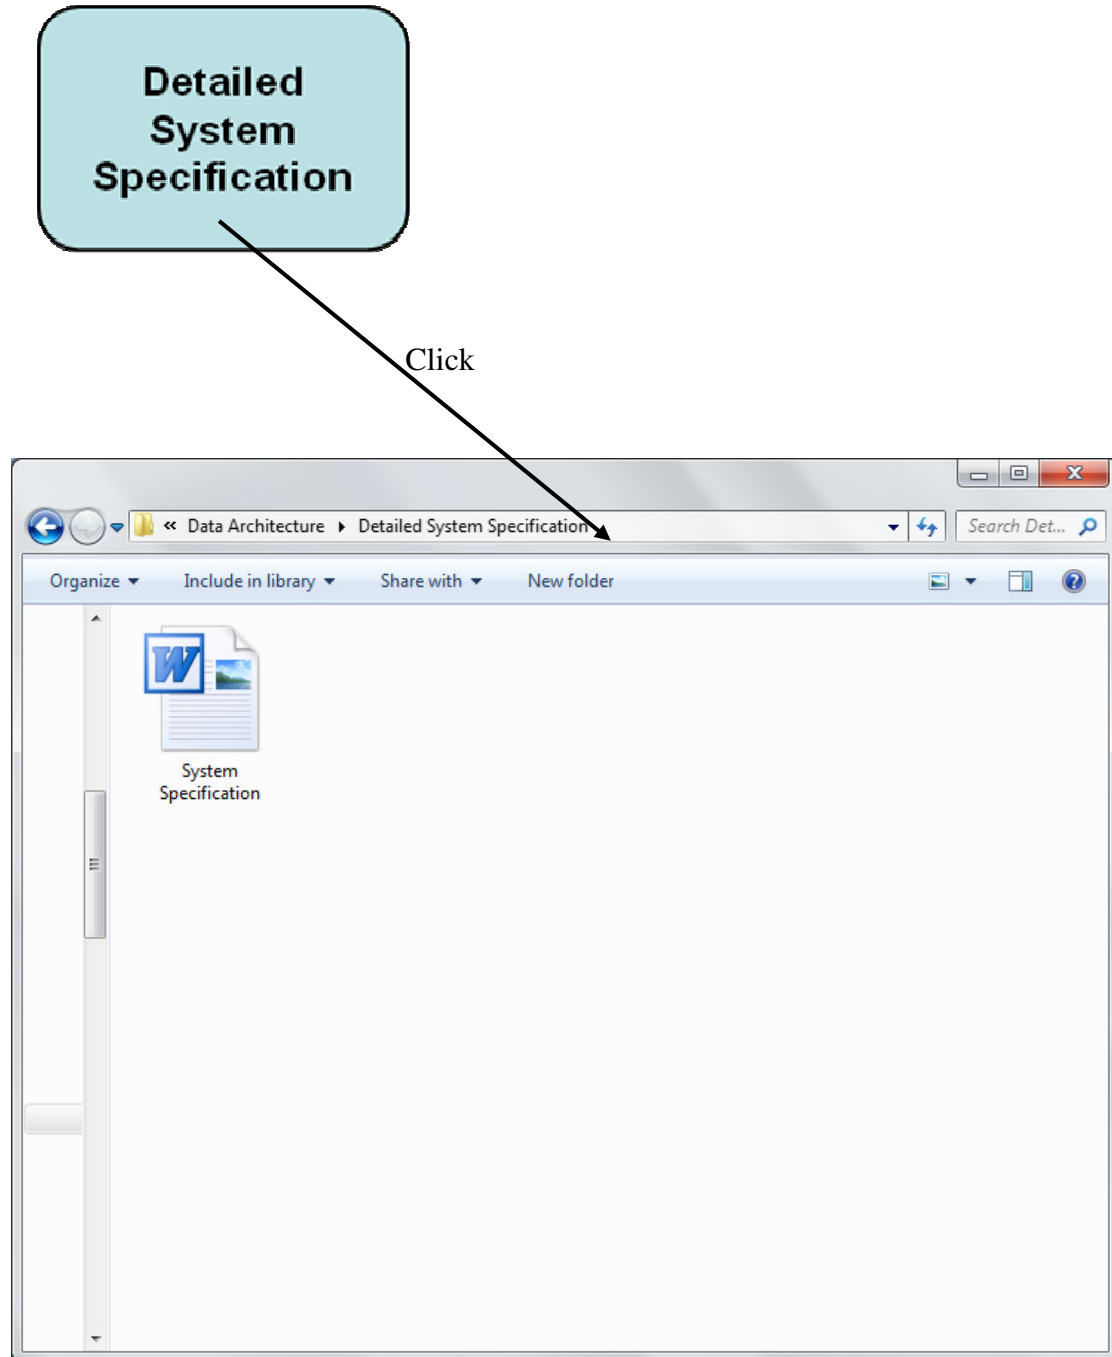 Detailed
System
Specification
Click
« Data Architecture ▸ Detailed System Specification
Search Det...
Organize Include in library Share with New folder
W
System
Specification